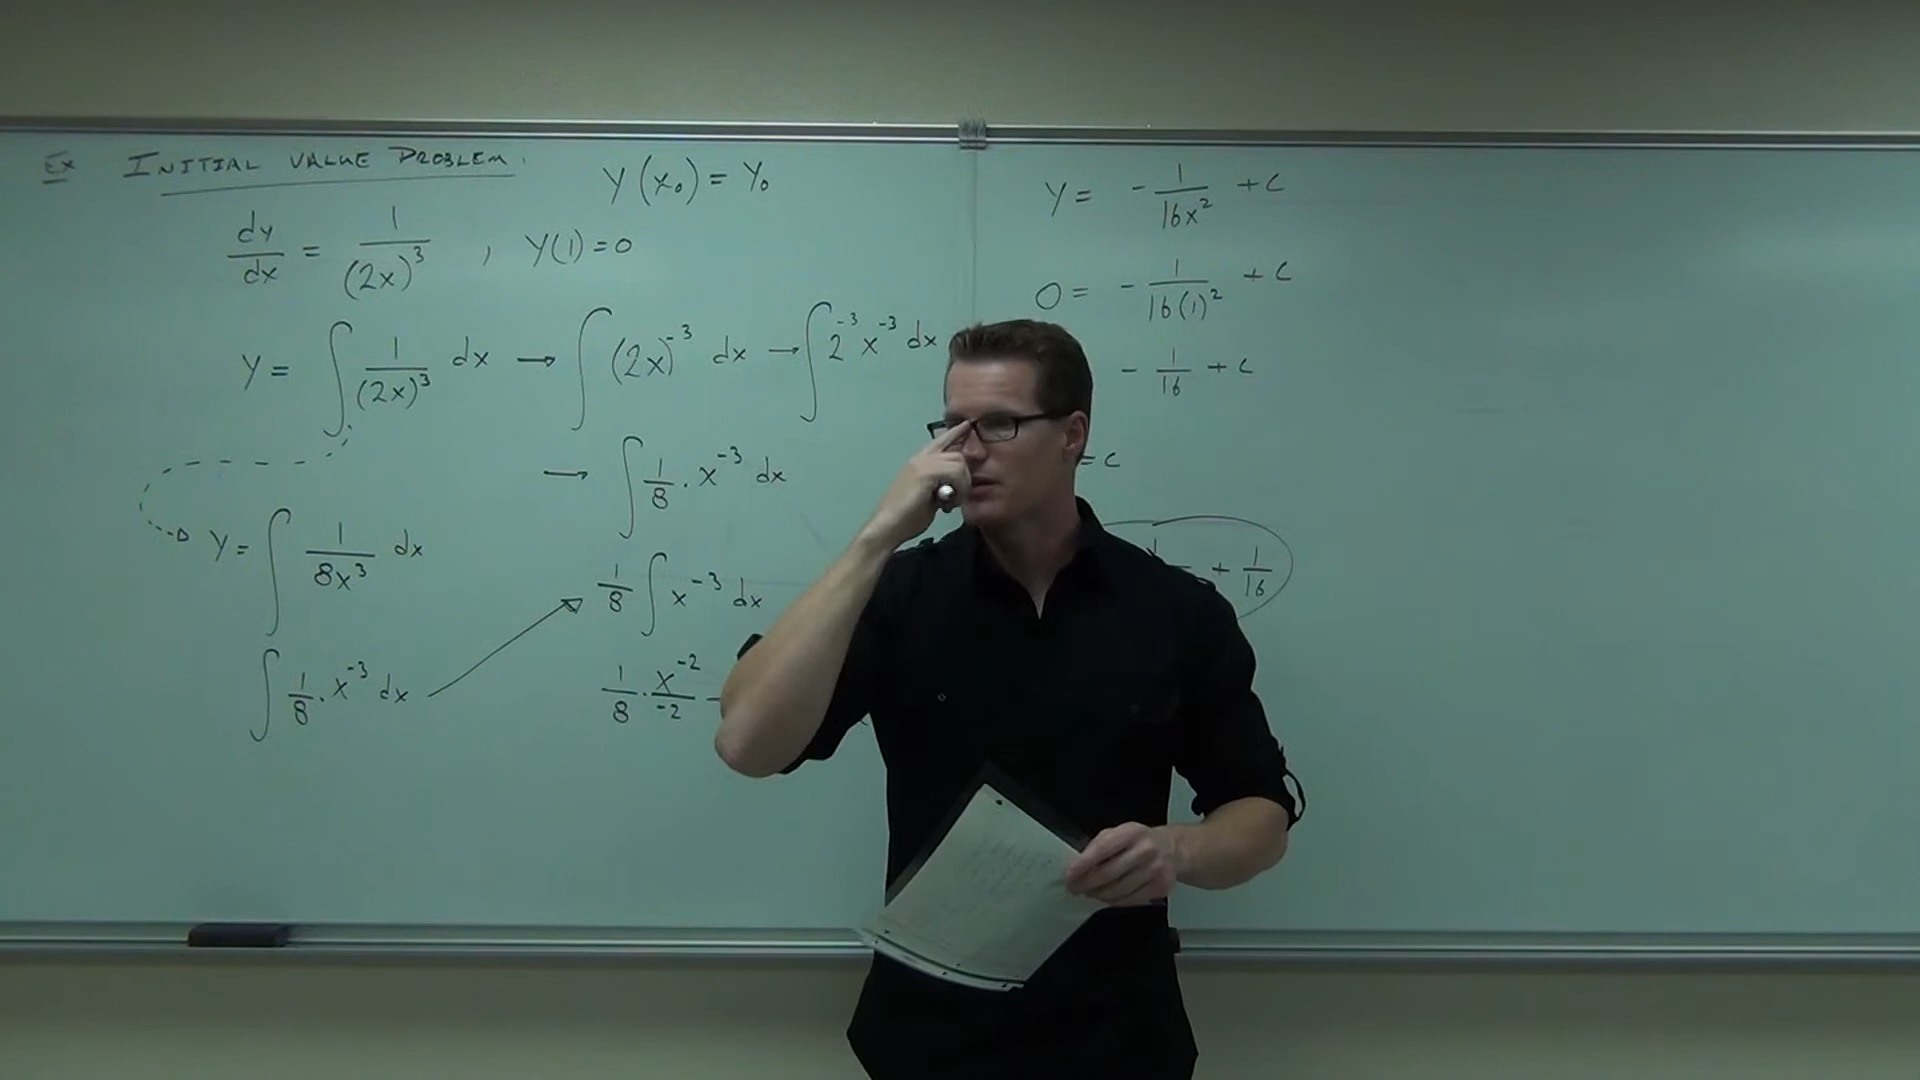 Ex INITIAL VALUE PROBLEM.
y(x₀) = y₀
dy/dx = 1/(2x)³ , y(1) = 0
y = ∫ 1/(2x)³ dx → ∫ (2x)⁻³ dx → ∫ 2⁻³ x⁻³ dx
→ ∫ 1/8 · x⁻³ dx
y = ∫ 1/8x³ dx
1/8 ∫ x⁻³ dx
∫ 1/8 · x⁻³ dx
1/8 · x⁻²/-2
y = - 1/16x² + C
0 = - 1/16(1)² + C
- 1/16 + C
= C
+ 1/16